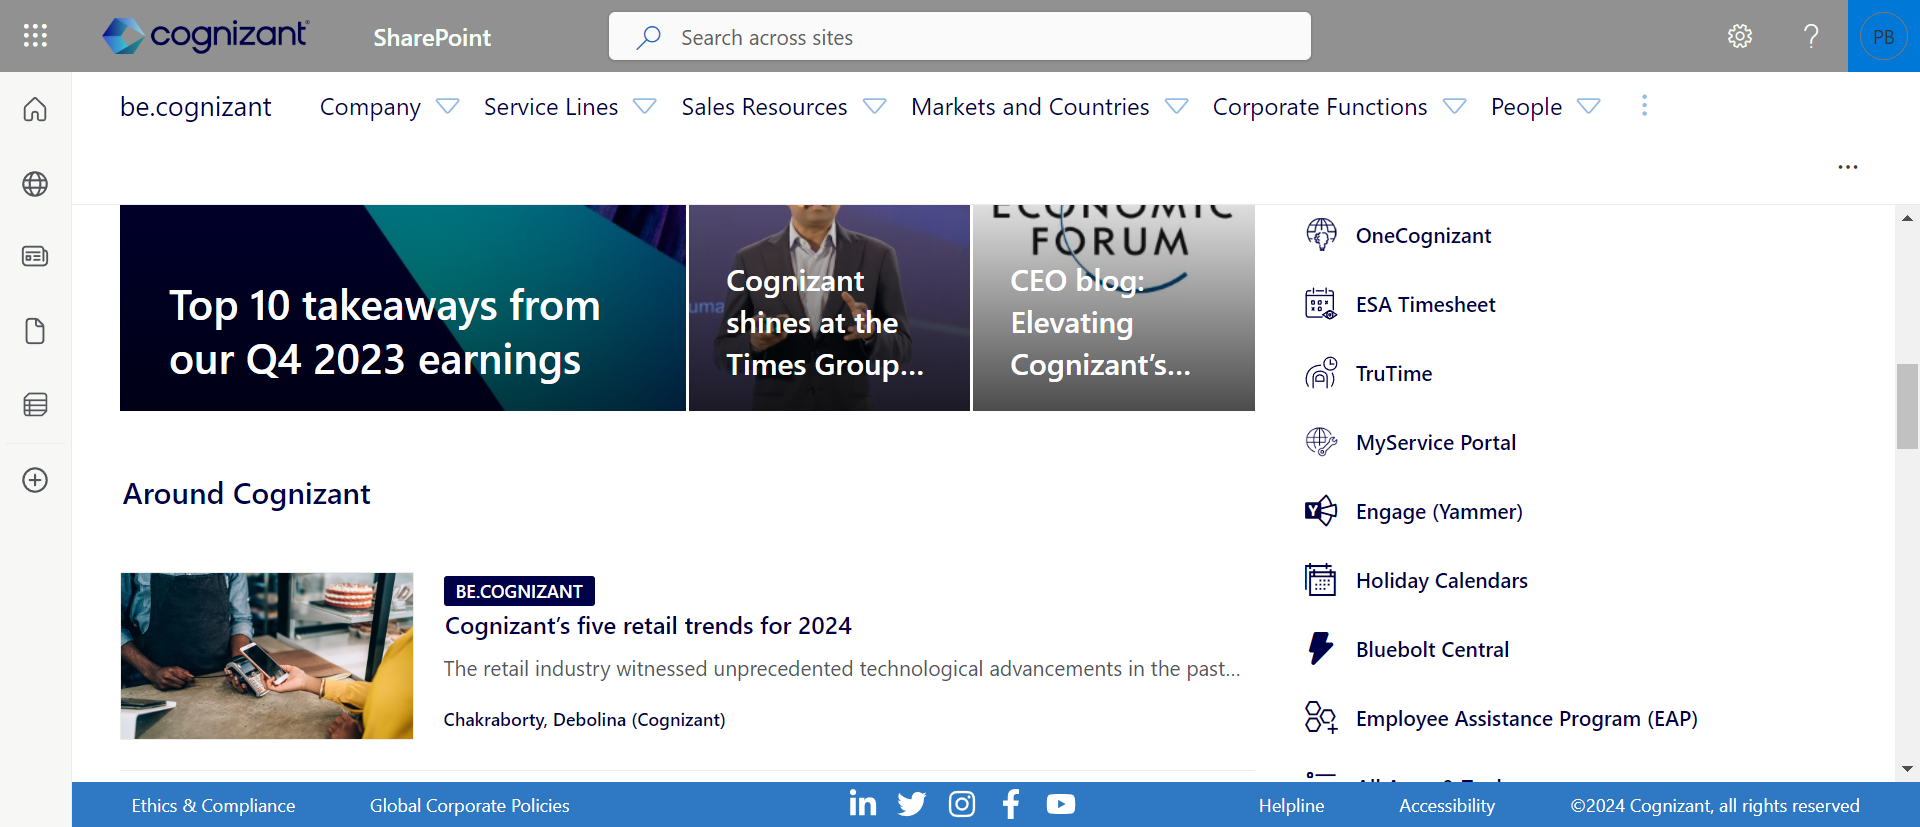 cognizant
SharePoint
Search across sites
PB
be.cognizant
Company
Service Lines
Sales Resources
Markets and Countries
Corporate Functions
People
ECONOMIC
FORUM
Top 10 takeaways from
our Q4 2023 earnings
Cognizant
shines at the
Times Group...
CEO blog:
Elevating
Cognizant’s...
OneCognizant
ESA Timesheet
TruTime
MyService Portal
Engage (Yammer)
Holiday Calendars
Bluebolt Central
Employee Assistance Program (EAP)
Around Cognizant
BE.COGNIZANT
Cognizant’s five retail trends for 2024
The retail industry witnessed unprecedented technological advancements in the past...
Chakraborty, Debolina (Cognizant)
Ethics & Compliance
Global Corporate Policies
Helpline
Accessibility
©2024 Cognizant, all rights reserved